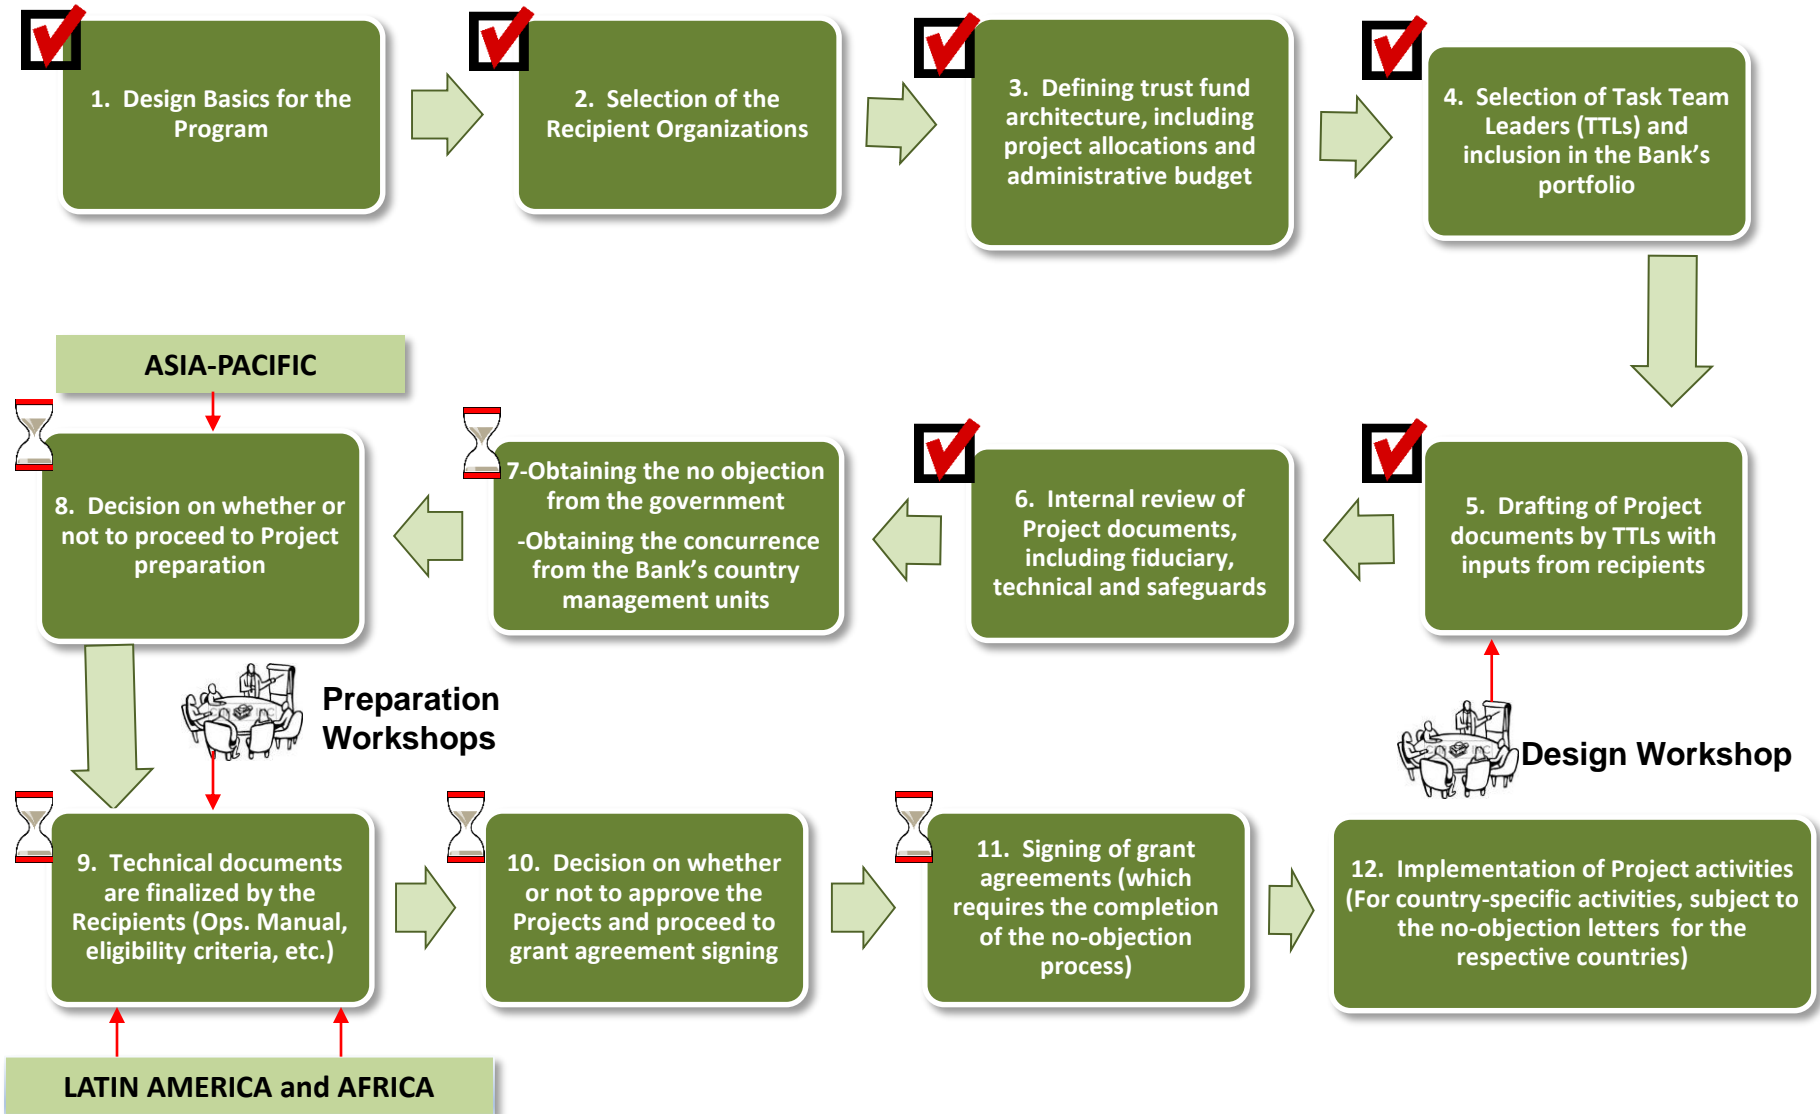 1. Design Basics for the
Program
2. Selection of the
Recipient Organizations
3. Defining trust fund
architecture, including
project allocations and
administrative budget
4. Selection of Task Team
Leaders (TTLs) and
inclusion in the Bank’s
portfolio
ASIA-PACIFIC
8. Decision on whether or
not to proceed to Project
preparation
7-Obtaining the no objection
from the government
-Obtaining the concurrence
from the Bank’s country
management units
6. Internal review of
Project documents,
including fiduciary,
technical and safeguards
5. Drafting of Project
documents by TTLs with
inputs from recipients
Preparation
Workshops
Design Workshop
9. Technical documents
are finalized by the
Recipients (Ops. Manual,
eligibility criteria, etc.)
10. Decision on whether
or not to approve the
Projects and proceed to
grant agreement signing
11. Signing of grant
agreements (which
requires the completion
of the no-objection
process)
12. Implementation of Project activities
(For country-specific activities, subject to
the no-objection letters for the
respective countries)
LATIN AMERICA and AFRICA